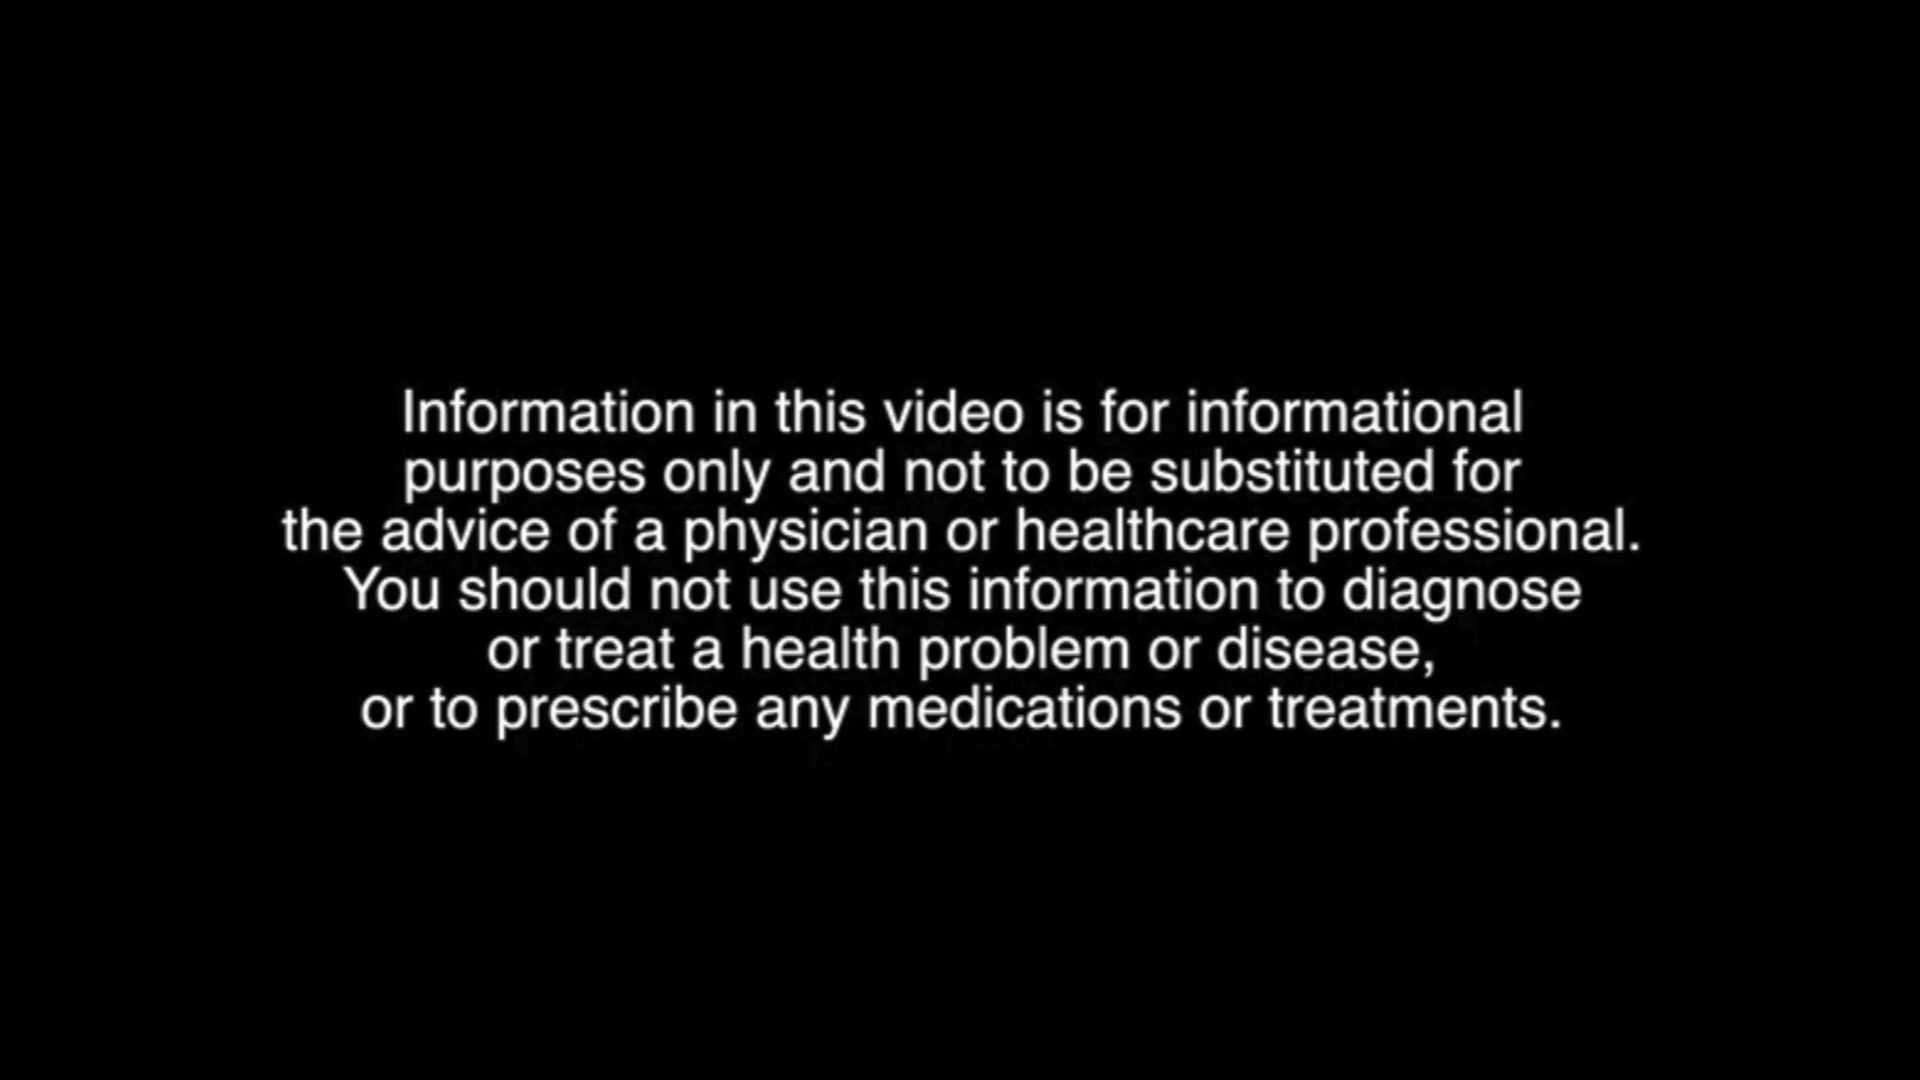 Information in this video is for informational
purposes only and not to be substituted for
the advice of a physician or healthcare professional.
You should not use this information to diagnose
or treat a health problem or disease,
or to prescribe any medications or treatments.